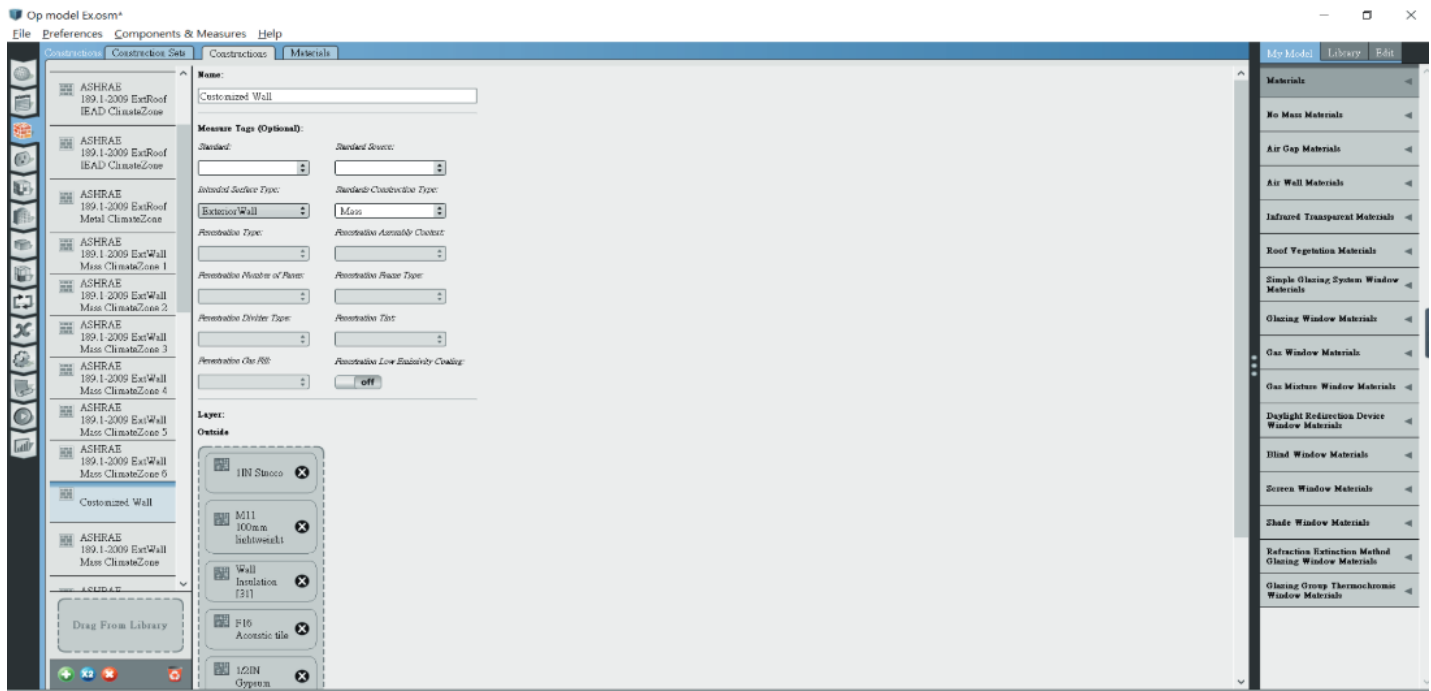 Op model Ex.osm*
File Preferences Components & Measures Help
Constructions Construction Sets Constructions Materials
My Model Library Edit
ASHRAE
189.1-2009 ExtRoof
IEAD ClimateZone
ASHRAE
189.1-2009 ExtRoof
IEAD ClimateZone
ASHRAE
189.1-2009 ExtRoof
Metal ClimateZone
ASHRAE
189.1-2009 ExtWall
Mass ClimateZone 1
ASHRAE
189.1-2009 ExtWall
Mass ClimateZone 2
ASHRAE
189.1-2009 ExtWall
Mass ClimateZone 3
ASHRAE
189.1-2009 ExtWall
Mass ClimateZone 4
ASHRAE
189.1-2009 ExtWall
Mass ClimateZone 5
ASHRAE
189.1-2009 ExtWall
Mass ClimateZone 6
Customized Wall
ASHRAE
189.1-2009 ExtWall
Mass ClimateZone
ASHRAE
Drag From Library
X2
Name:
Customized Wall
Measure Tags (Optional):
Standard: Standard Source:
Intended Surface Type: Standards Construction Type:
ExteriorWall Mass
Fenestration Type: Fenestration Assembly Context:
Fenestration Number of Panes: Fenestration Frame Type:
Fenestration Divider Type: Fenestration Tint:
Fenestration Gas Fill: Fenestration Low Emissivity Coating:
off
Layer:
Outside
1IN Stucco
M11
100mm
lightweight
Wall
Insulation
[31]
F16
Acoustic tile
1/2IN
Gypsum
Materials
No Mass Materials
Air Gap Materials
Air Wall Materials
Infrared Transparent Materials
Roof Vegetation Materials
Simple Glazing System Window
Materials
Glazing Window Materials
Gas Window Materials
Gas Mixture Window Materials
Daylight Redirection Device
Window Materials
Blind Window Materials
Screen Window Materials
Shade Window Materials
Refraction Extinction Method
Glazing Window Materials
Glazing Group Thermochromic
Window Materials